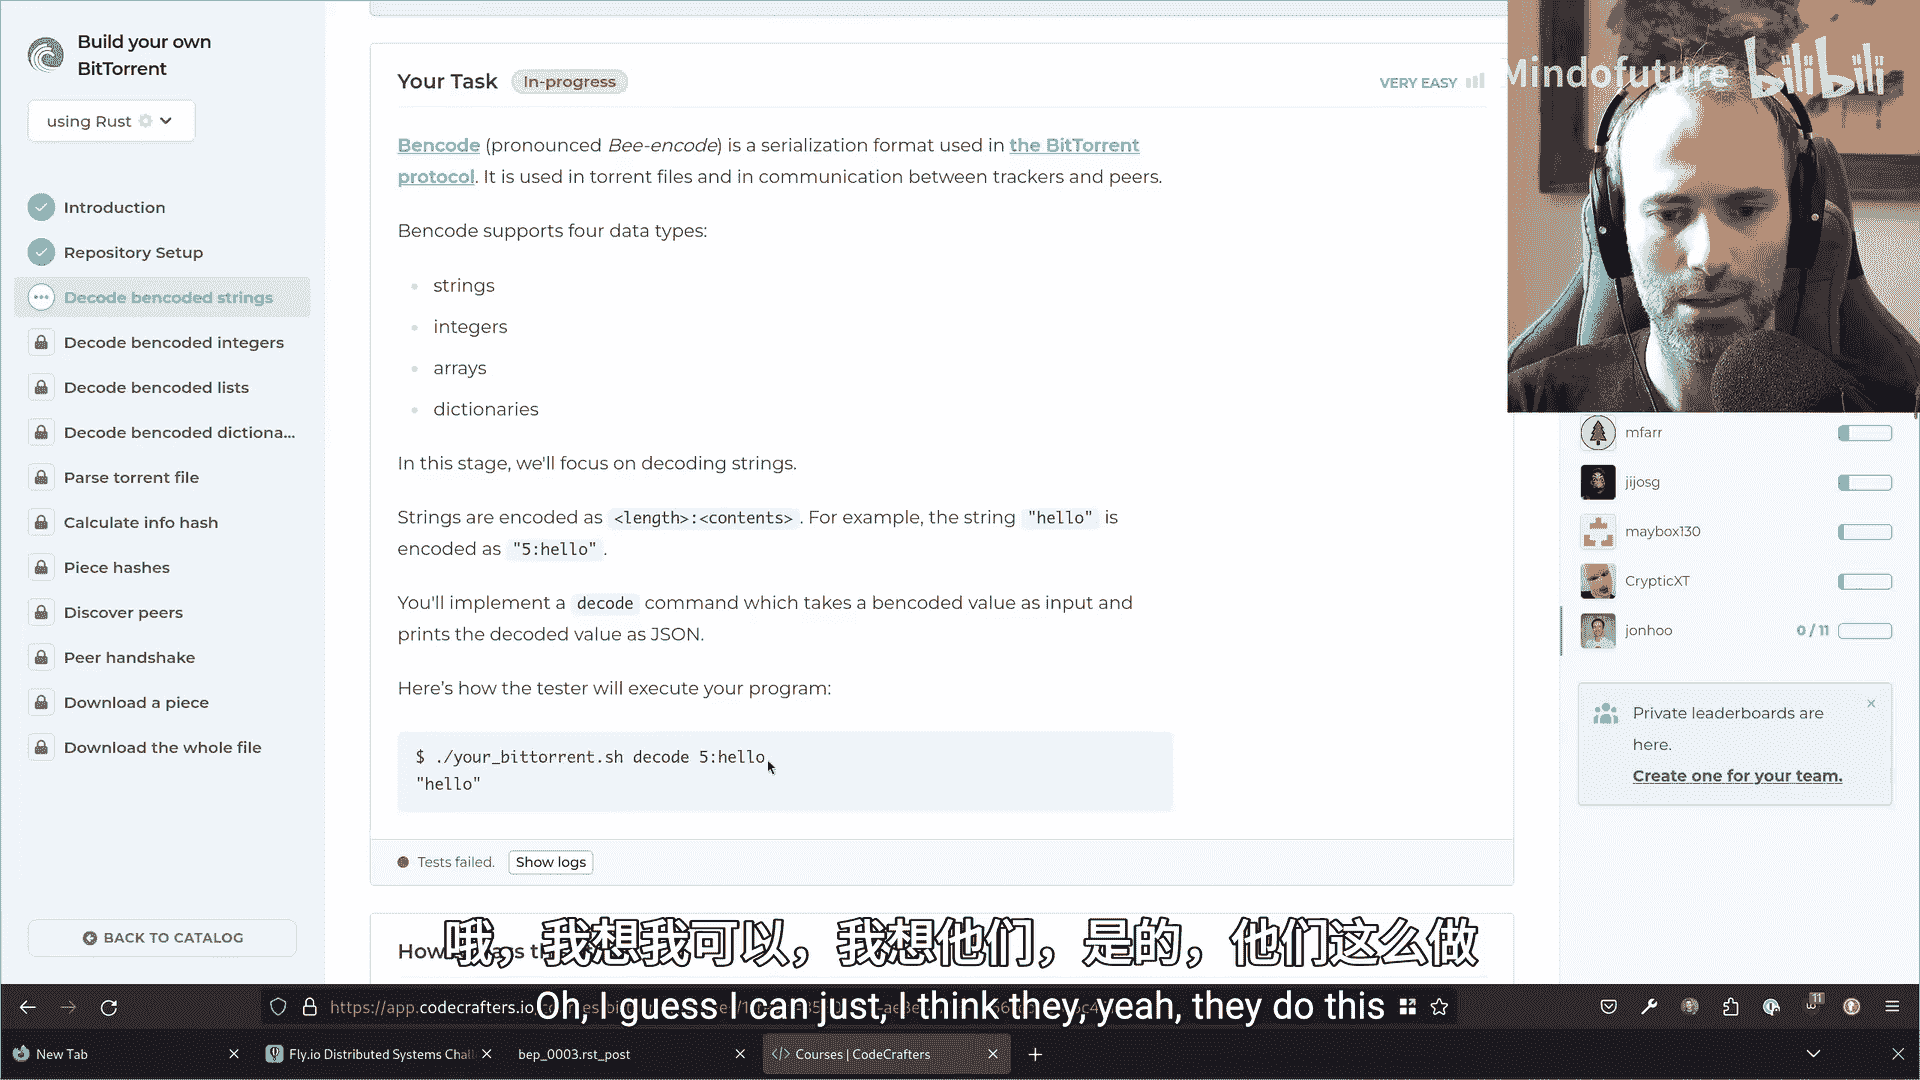 Build your own
BitTorrent
using Rust
Introduction
Repository Setup
Decode bencoded strings
Decode bencoded integers
Decode bencoded lists
Decode bencoded dictiona...
Parse torrent file
Calculate info hash
Piece hashes
Discover peers
Peer handshake
Download a piece
Download the whole file
BACK TO CATALOG
Your Task In-progress
VERY EASY
Bencode (pronounced Bee-encode) is a serialization format used in the BitTorrent
protocol. It is used in torrent files and in communication between trackers and peers.
Bencode supports four data types:
strings
integers
arrays
dictionaries
In this stage, we'll focus on decoding strings.
Strings are encoded as <length>:<contents>. For example, the string "hello" is
encoded as "5:hello".
You'll implement a decode command which takes a bencoded value as input and
prints the decoded value as JSON.
Here's how the tester will execute your program:
$ ./your_bittorrent.sh decode 5:hello
"hello"
Tests failed. Show logs
Mindofuture bilibili
mfarr
jijosg
maybox130
CrypticXT
jonhoo 0 / 11
Private leaderboards are
here.
Create one for your team.
哦，我想我可以，我想他们，是的，他们这么做
Oh, I guess I can just, I think they, yeah, they do this
https://app.codecrafters.io
11
New Tab
Fly.io Distributed Systems Chall
bep_0003.rst_post
Courses | CodeCrafters